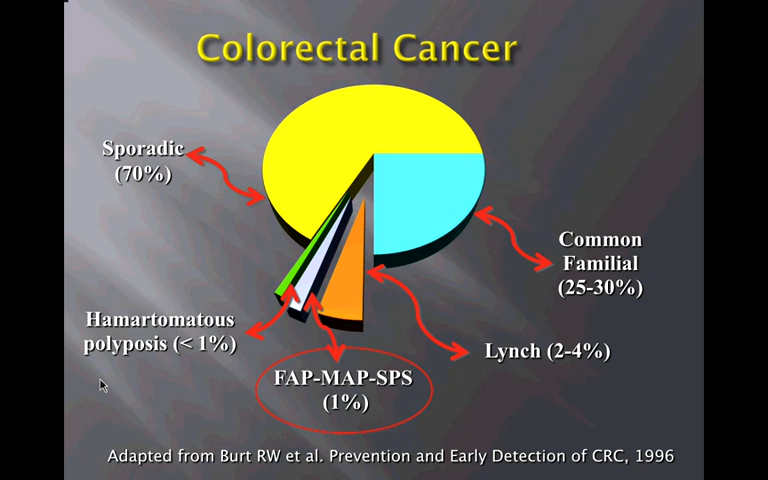 Colorectal Cancer
Sporadic
(70%)
Common
Familial
(25-30%)
Hamartomatous
polyposis (< 1%)
Lynch (2-4%)
FAP-MAP-SPS
(1%)
Adapted from Burt RW et al. Prevention and Early Detection of CRC, 1996